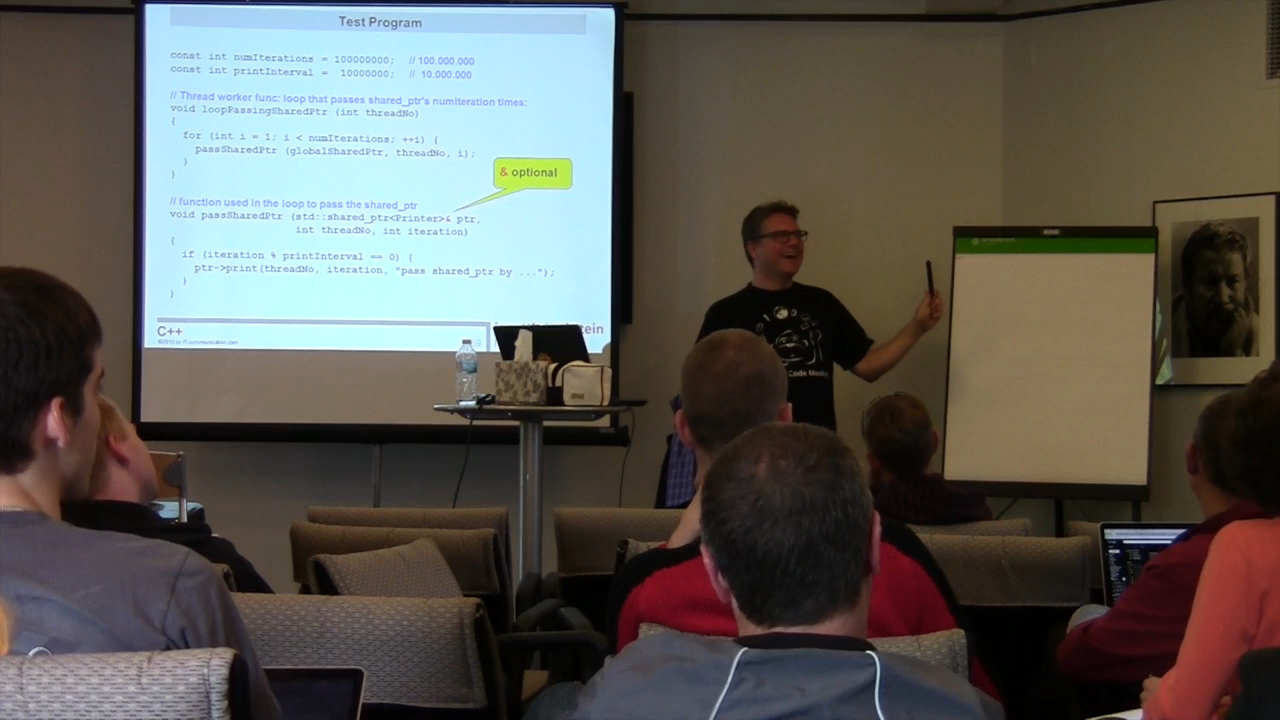 Test Program
const int numIterations = 100000000; // 100.000.000
const int printInterval = 10000000; // 10.000.000
// Thread worker func: loop that passes shared_ptr's numIteration times:
void loopPassingSharedPtr (int threadNo)
{
for (int i = 1; i < numIterations; ++i) {
passSharedPtr (globalSharedPtr, threadNo, i);
}
}
& optional
// function used in the loop to pass the shared_ptr
void passSharedPtr (std::shared_ptr<Printer>& ptr,
int threadNo, int iteration)
{
if (iteration % printInterval == 0) {
ptr->print(threadNo, iteration, "pass shared_ptr by ...");
}
}
C++
Code Monkey